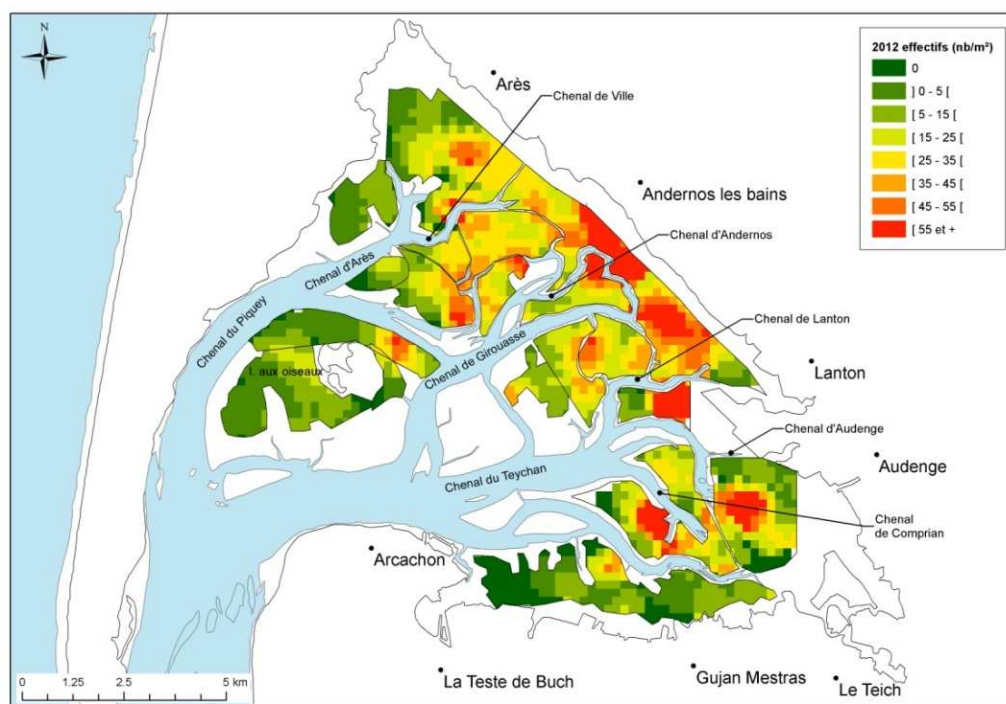 N
2012 effectifs (nb/m²)
0
] 0 - 5 [
[ 5 - 15 [
[ 15 - 25 [
[ 25 - 35 [
[ 35 - 45 [
[ 45 - 55 [
[ 55 et +
Arès
Chenal de Ville
Andernos les bains
Chenal d'Andernos
Chenal d'Arès
Chenal du Piquey
Chenal de Lanton
Chenal de Girouasse
Lanton
I. aux oiseaux
Chenal d'Audenge
Audenge
Chenal du Teychan
Chenal
de Comprian
Arcachon
La Teste de Buch
Gujan Mestras
Le Teich
0 1.25 2.5 5 km